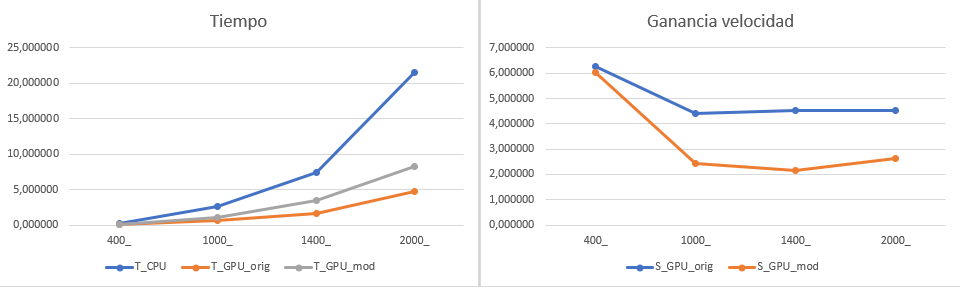 Tiempo
25,000000
20,000000
15,000000
10,000000
5,000000
0,000000
400_ 1000_ 1400_ 2000_
T_CPU T_GPU_orig T_GPU_mod
Ganancia velocidad
7,000000
6,000000
5,000000
4,000000
3,000000
2,000000
1,000000
0,000000
400_ 1000_ 1400_ 2000_
S_GPU_orig S_GPU_mod